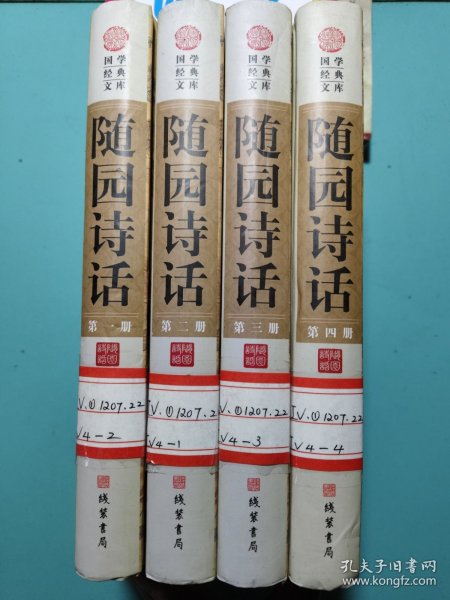 国学
经典
文库
随园诗话
第一册
V.①1207.22
V4-2
线装书局
国学
经典
文库
随园诗话
第二册
IV.①1207.2
IV4-1
线装书局
国学
经典
文库
随园诗话
第三册
V.①1207.22
V4-3
线装书局
国学
经典
文库
随园诗话
第四册
IV.①1207.22
IV4-4
线装书局
孔夫子旧书网
www.kongfz.com